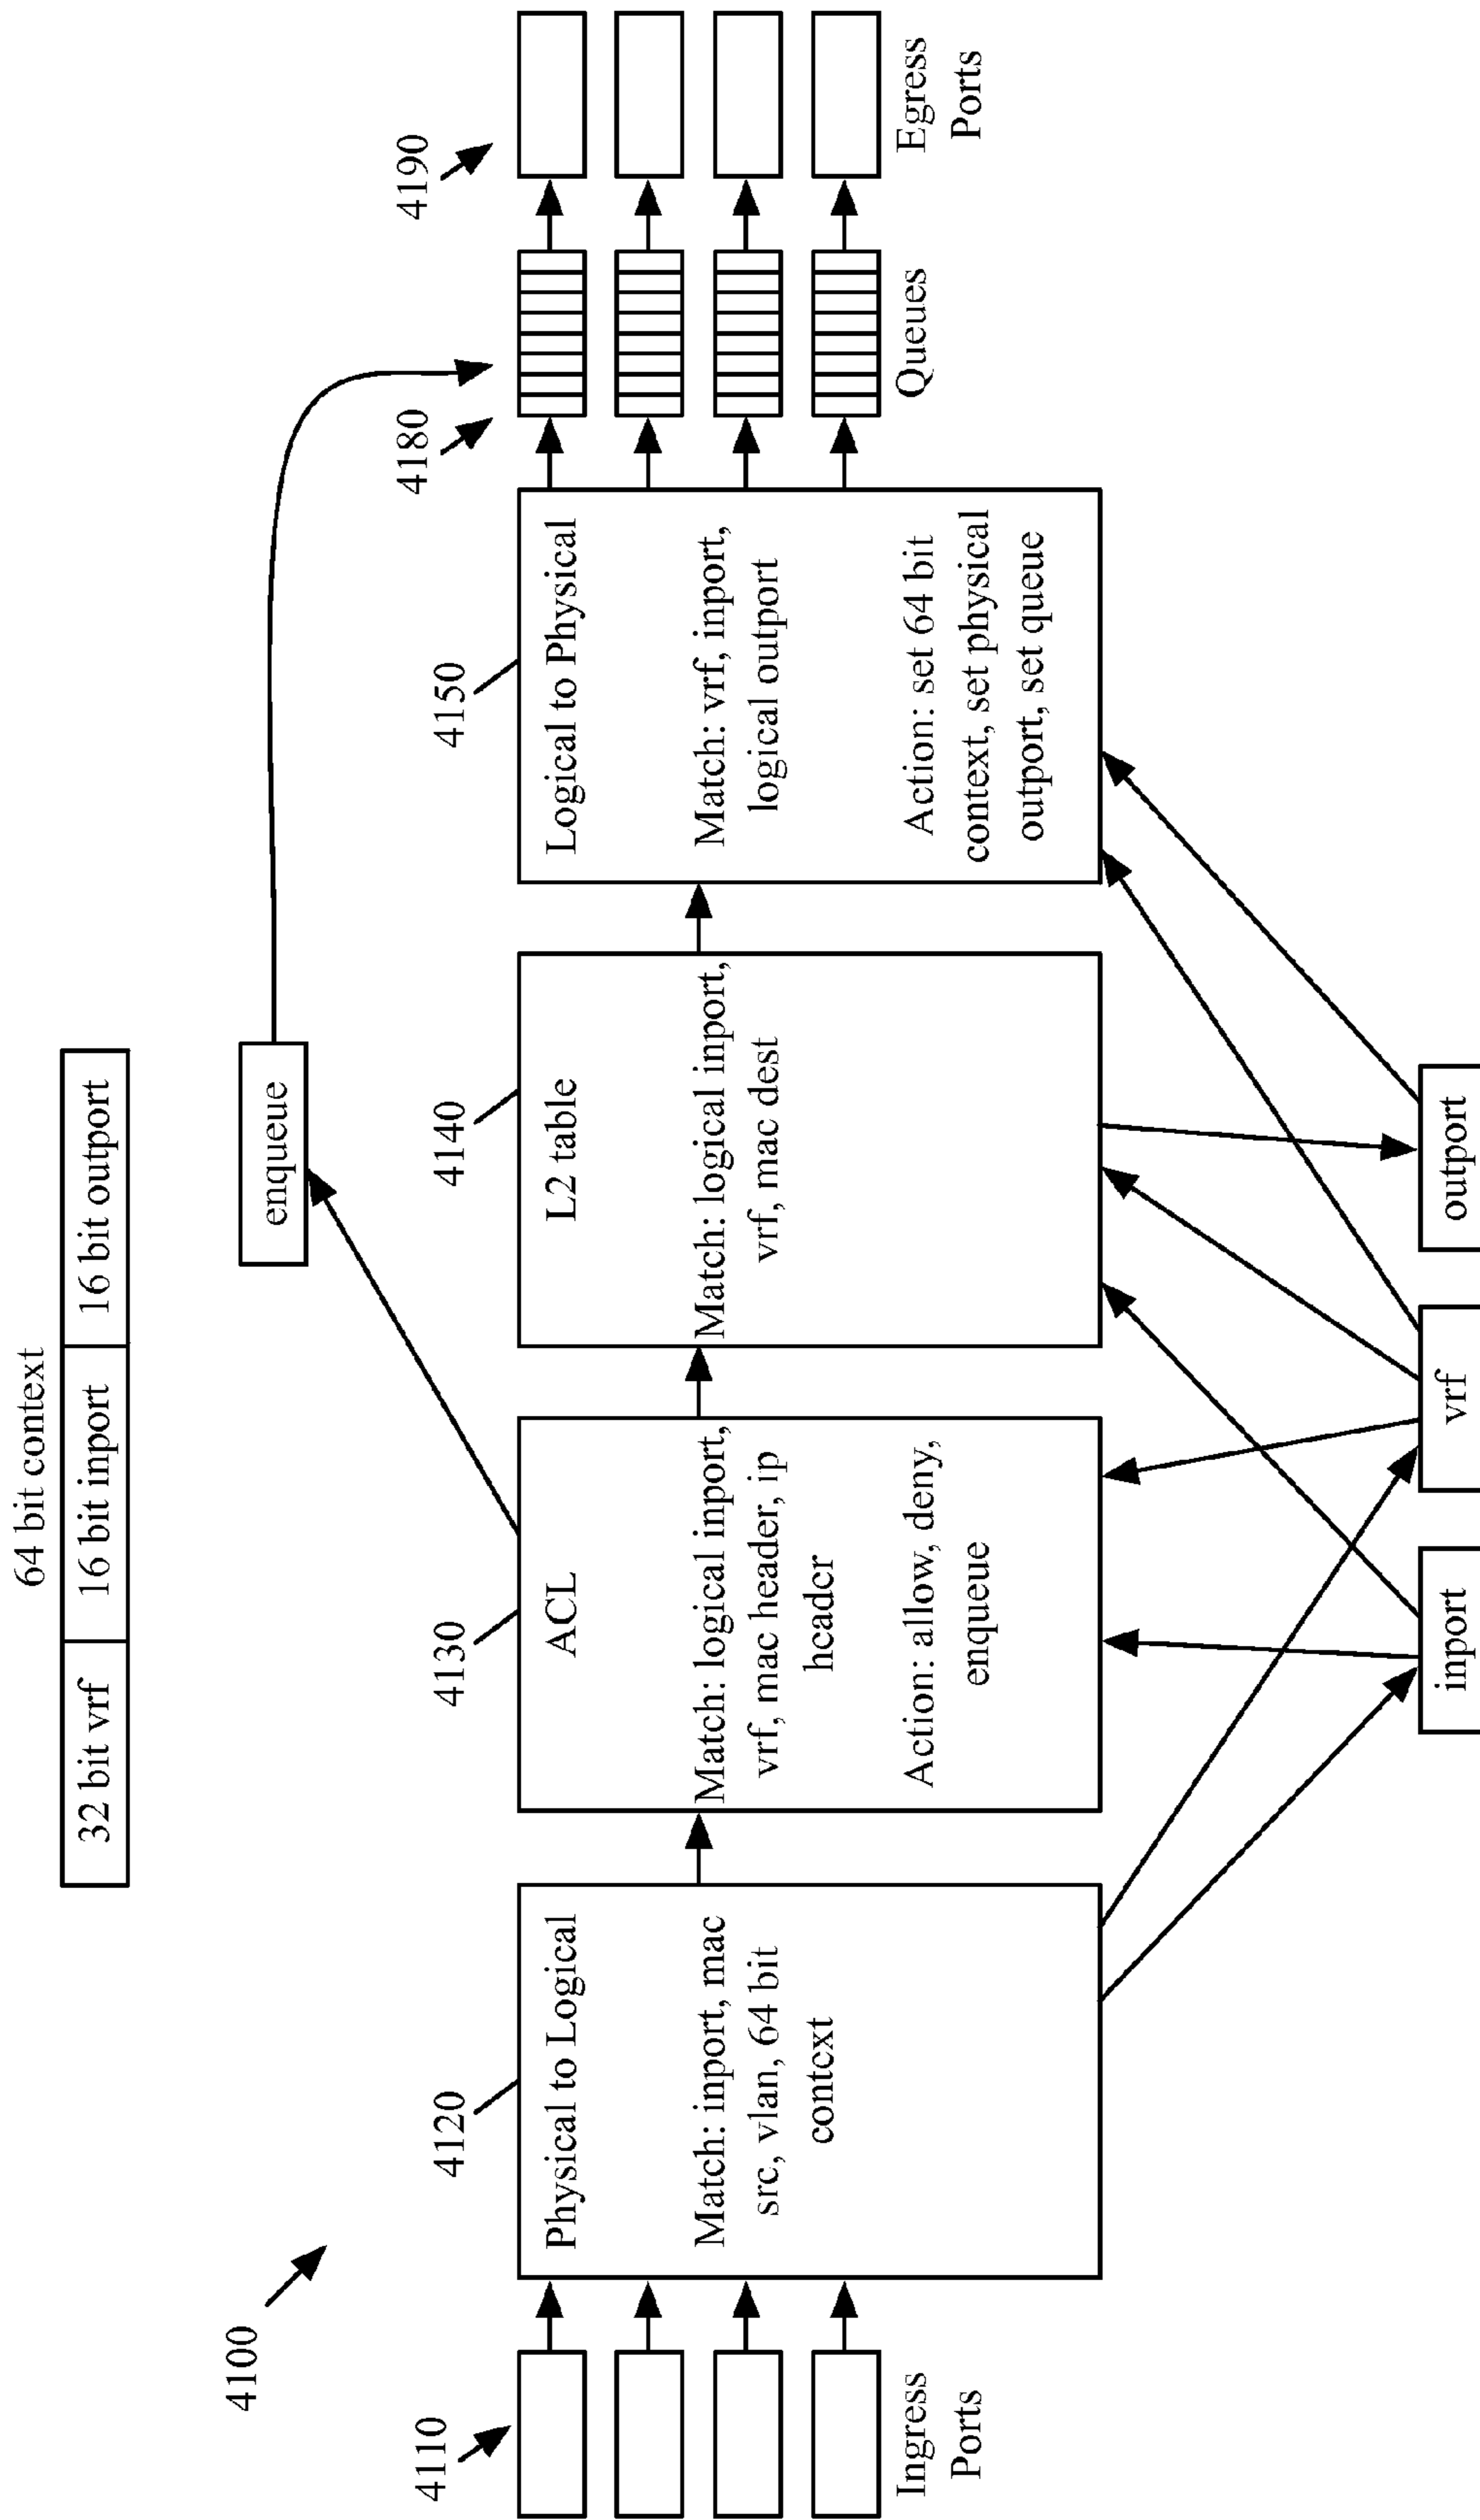 64 bit context
32 bit vrf
16 bit inport
16 bit outport
4100
enqueue
4110
4120
4130
4140
4150
4180
4190
Physical to Logical
Match: inport, mac
src, vlan, 64 bit
context
ACL
Match: logical inport,
vrf, mac header, ip
header
Action: allow, deny,
enqueue
L2 table
Match: logical inport,
vrf, mac dest
Logical to Physical
Match: vrf, inport,
logical outport
Action: set 64 bit
context, set physical
outport, set queue
Ingress
Ports
Queues
Egress
Ports
inport
vrf
outport